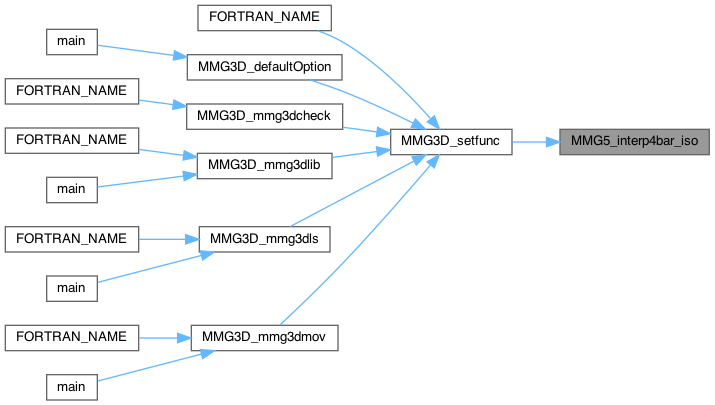 FORTRAN_NAME
main
MMG3D_defaultOption
FORTRAN_NAME
MMG3D_mmg3dcheck
MMG3D_setfunc
MMG5_interp4bar_iso
FORTRAN_NAME
MMG3D_mmg3dlib
main
FORTRAN_NAME
MMG3D_mmg3dls
main
FORTRAN_NAME
MMG3D_mmg3dmov
main